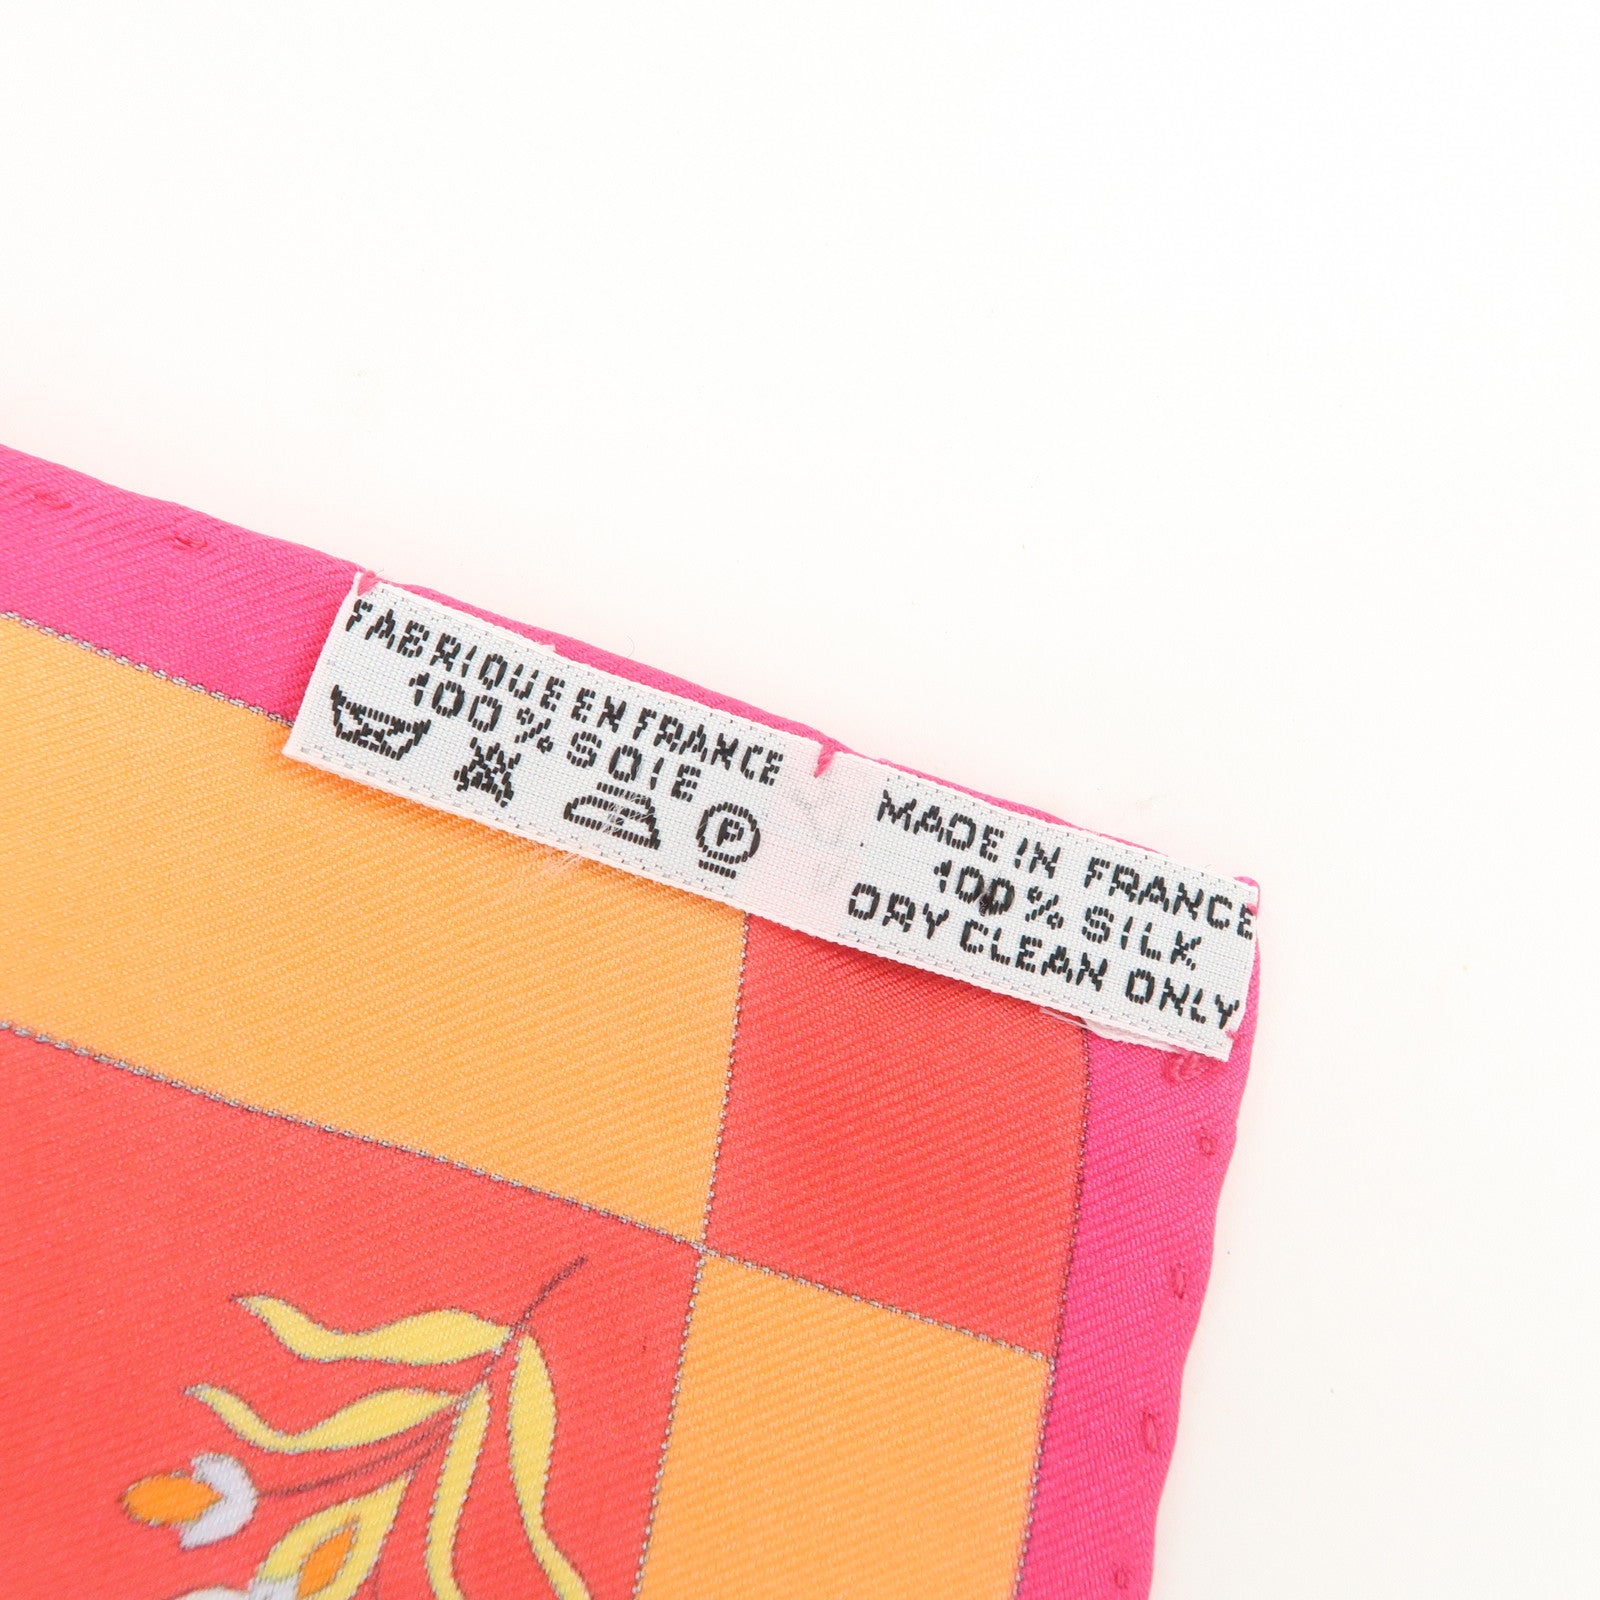 FABRIQUE EN FRANCE
100% SOIE
P
MADE IN FRANCE
100% SILK
DRY CLEAN ONLY